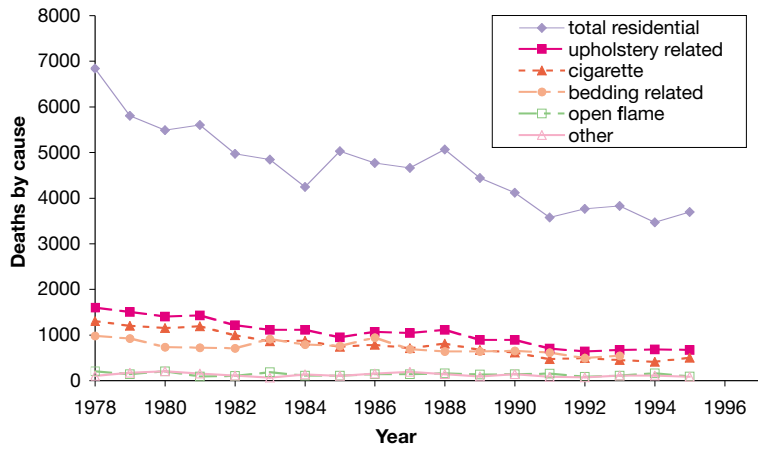 8000
7000
6000
5000
4000
3000
2000
1000
0
Deaths by cause
total residential
upholstery related
cigarette
bedding related
open flame
other
1978 1980 1982 1984 1986 1988 1990 1992 1994 1996
Year